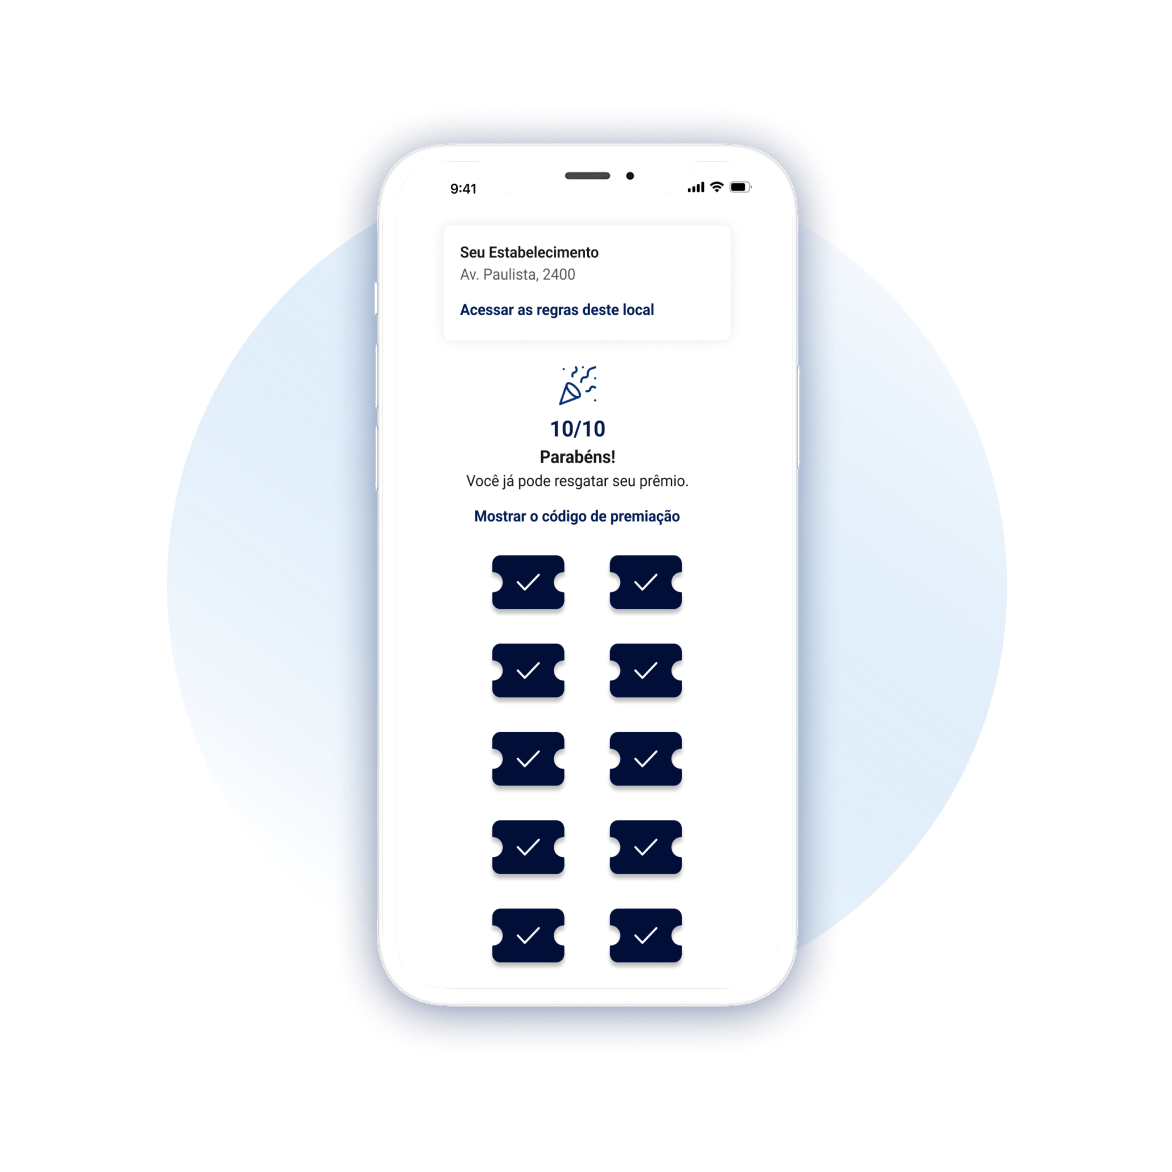 9:41
Seu Estabelecimento
Av. Paulista, 2400
Acessar as regras deste local
10/10
Parabéns!
Você já pode resgatar seu prêmio.
Mostrar o código de premiação